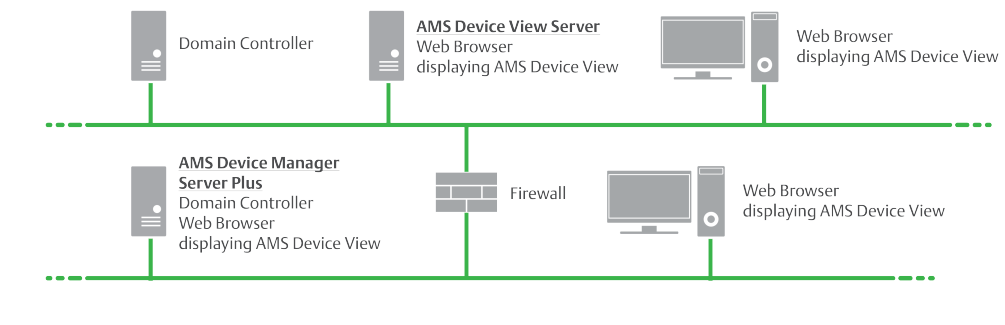 Domain Controller
AMS Device View Server
Web Browser
displaying AMS Device View
Web Browser
displaying AMS Device View
AMS Device Manager
Server Plus
Domain Controller
Web Browser
displaying AMS Device View
Firewall
Web Browser
displaying AMS Device View